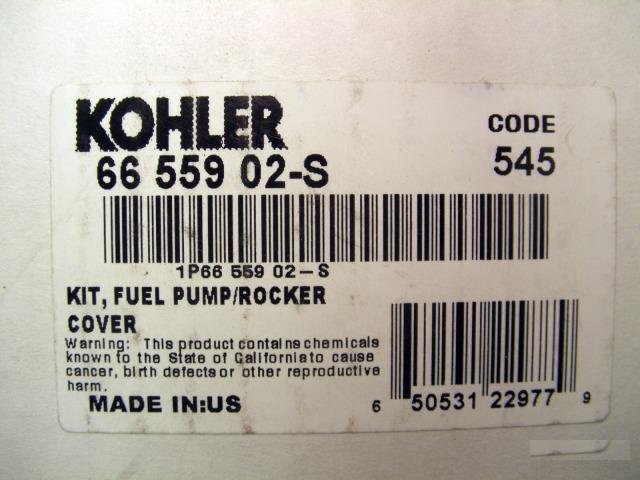 KOHLER
CODE
66 559 02-S
545
1P66 559 02-S
KIT, FUEL PUMP/ROCKER
COVER
Warning: This product contains chemicals
known to the State of California to cause
cancer, birth defects or other reproductive
harm.
MADE IN:US
6 50531 22977 9